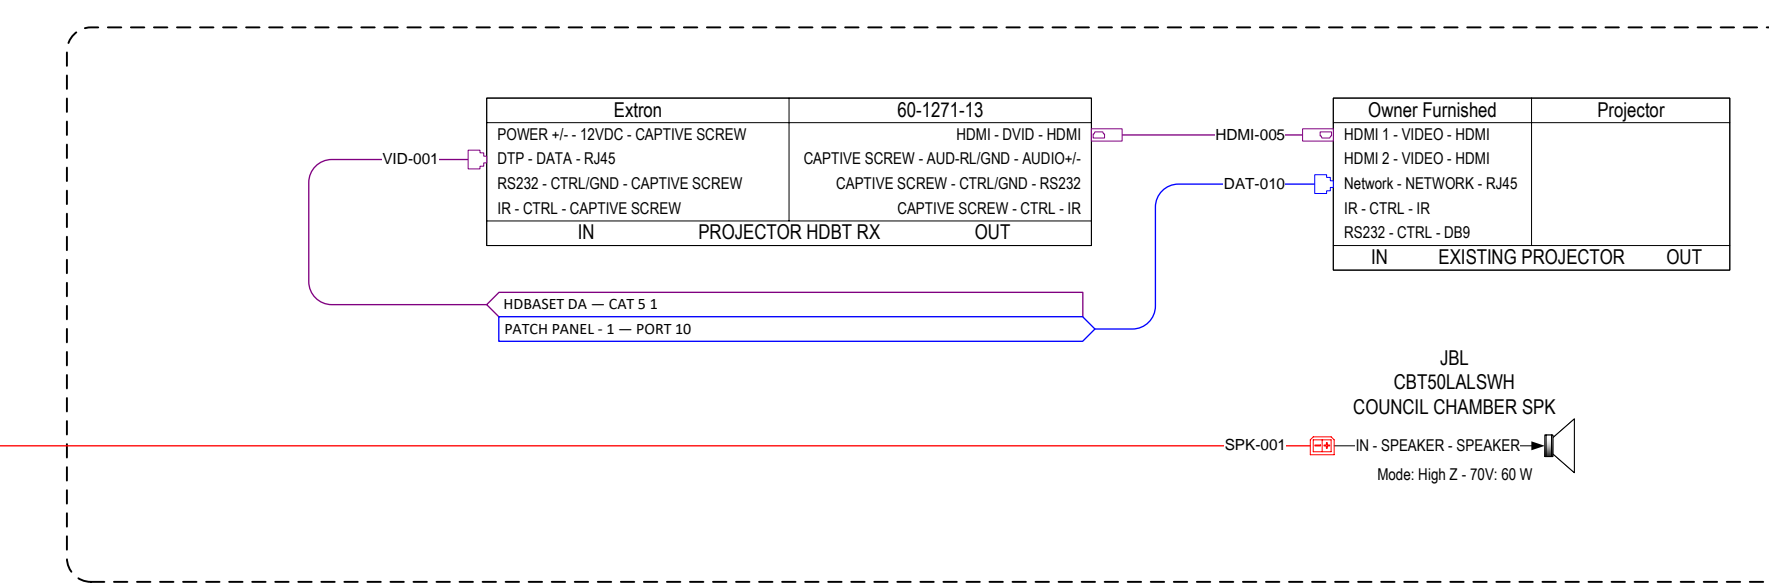 Extron 60-1271-13
POWER +/- - 12VDC - CAPTIVE SCREW HDMI - DVID - HDMI
DTP - DATA - RJ45 CAPTIVE SCREW - AUD-RL/GND - AUDIO+/-
RS232 - CTRL/GND - CAPTIVE SCREW CAPTIVE SCREW - CTRL/GND - RS232
IR - CTRL - CAPTIVE SCREW CAPTIVE SCREW - CTRL - IR
IN PROJECTOR HDBT RX OUT
VID-001
HDMI-005
DAT-010
Owner Furnished Projector
HDMI 1 - VIDEO - HDMI
HDMI 2 - VIDEO - HDMI
Network - NETWORK - RJ45
IR - CTRL - IR
RS232 - CTRL - DB9
IN EXISTING PROJECTOR OUT
HDBASET DA — CAT 5 1
PATCH PANEL - 1 — PORT 10
JBL
CBT50LALSWH
COUNCIL CHAMBER SPK
SPK-001 IN - SPEAKER - SPEAKER
Mode: High Z - 70V: 60 W